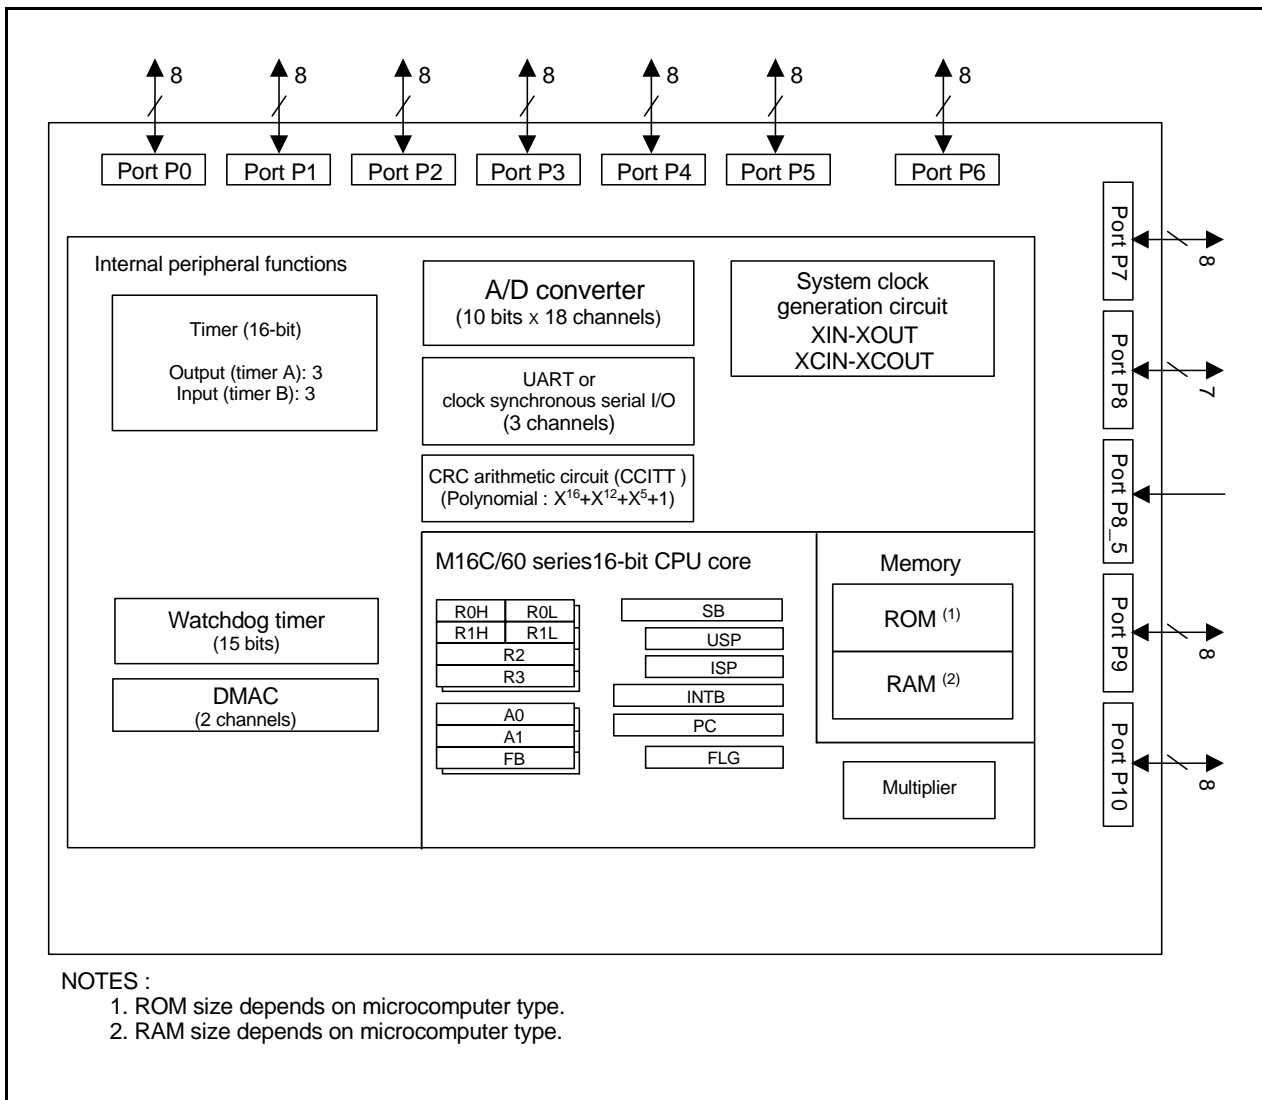 8 8 8 8 8 8 8
Port P0 Port P1 Port P2 Port P3 Port P4 Port P5 Port P6
Port P7
8
Port P8
7
Port P8_5
Port P9
8
Port P10
8
Internal peripheral functions
Timer (16-bit)
Output (timer A): 3
Input (timer B): 3
A/D converter
(10 bits x 18 channels)
System clock
generation circuit
XIN-XOUT
XCIN-XCOUT
UART or
clock synchronous serial I/O
(3 channels)
CRC arithmetic circuit (CCITT )
(Polynomial : X¹⁶+X¹²+X⁵+1)
Watchdog timer
(15 bits)
DMAC
(2 channels)
M16C/60 series16-bit CPU core
R0H R0L
R1H R1L
R2
R3
A0
A1
FB
SB
USP
ISP
INTB
PC
FLG
Memory
ROM (1)
RAM (2)
Multiplier
NOTES :
1. ROM size depends on microcomputer type.
2. RAM size depends on microcomputer type.